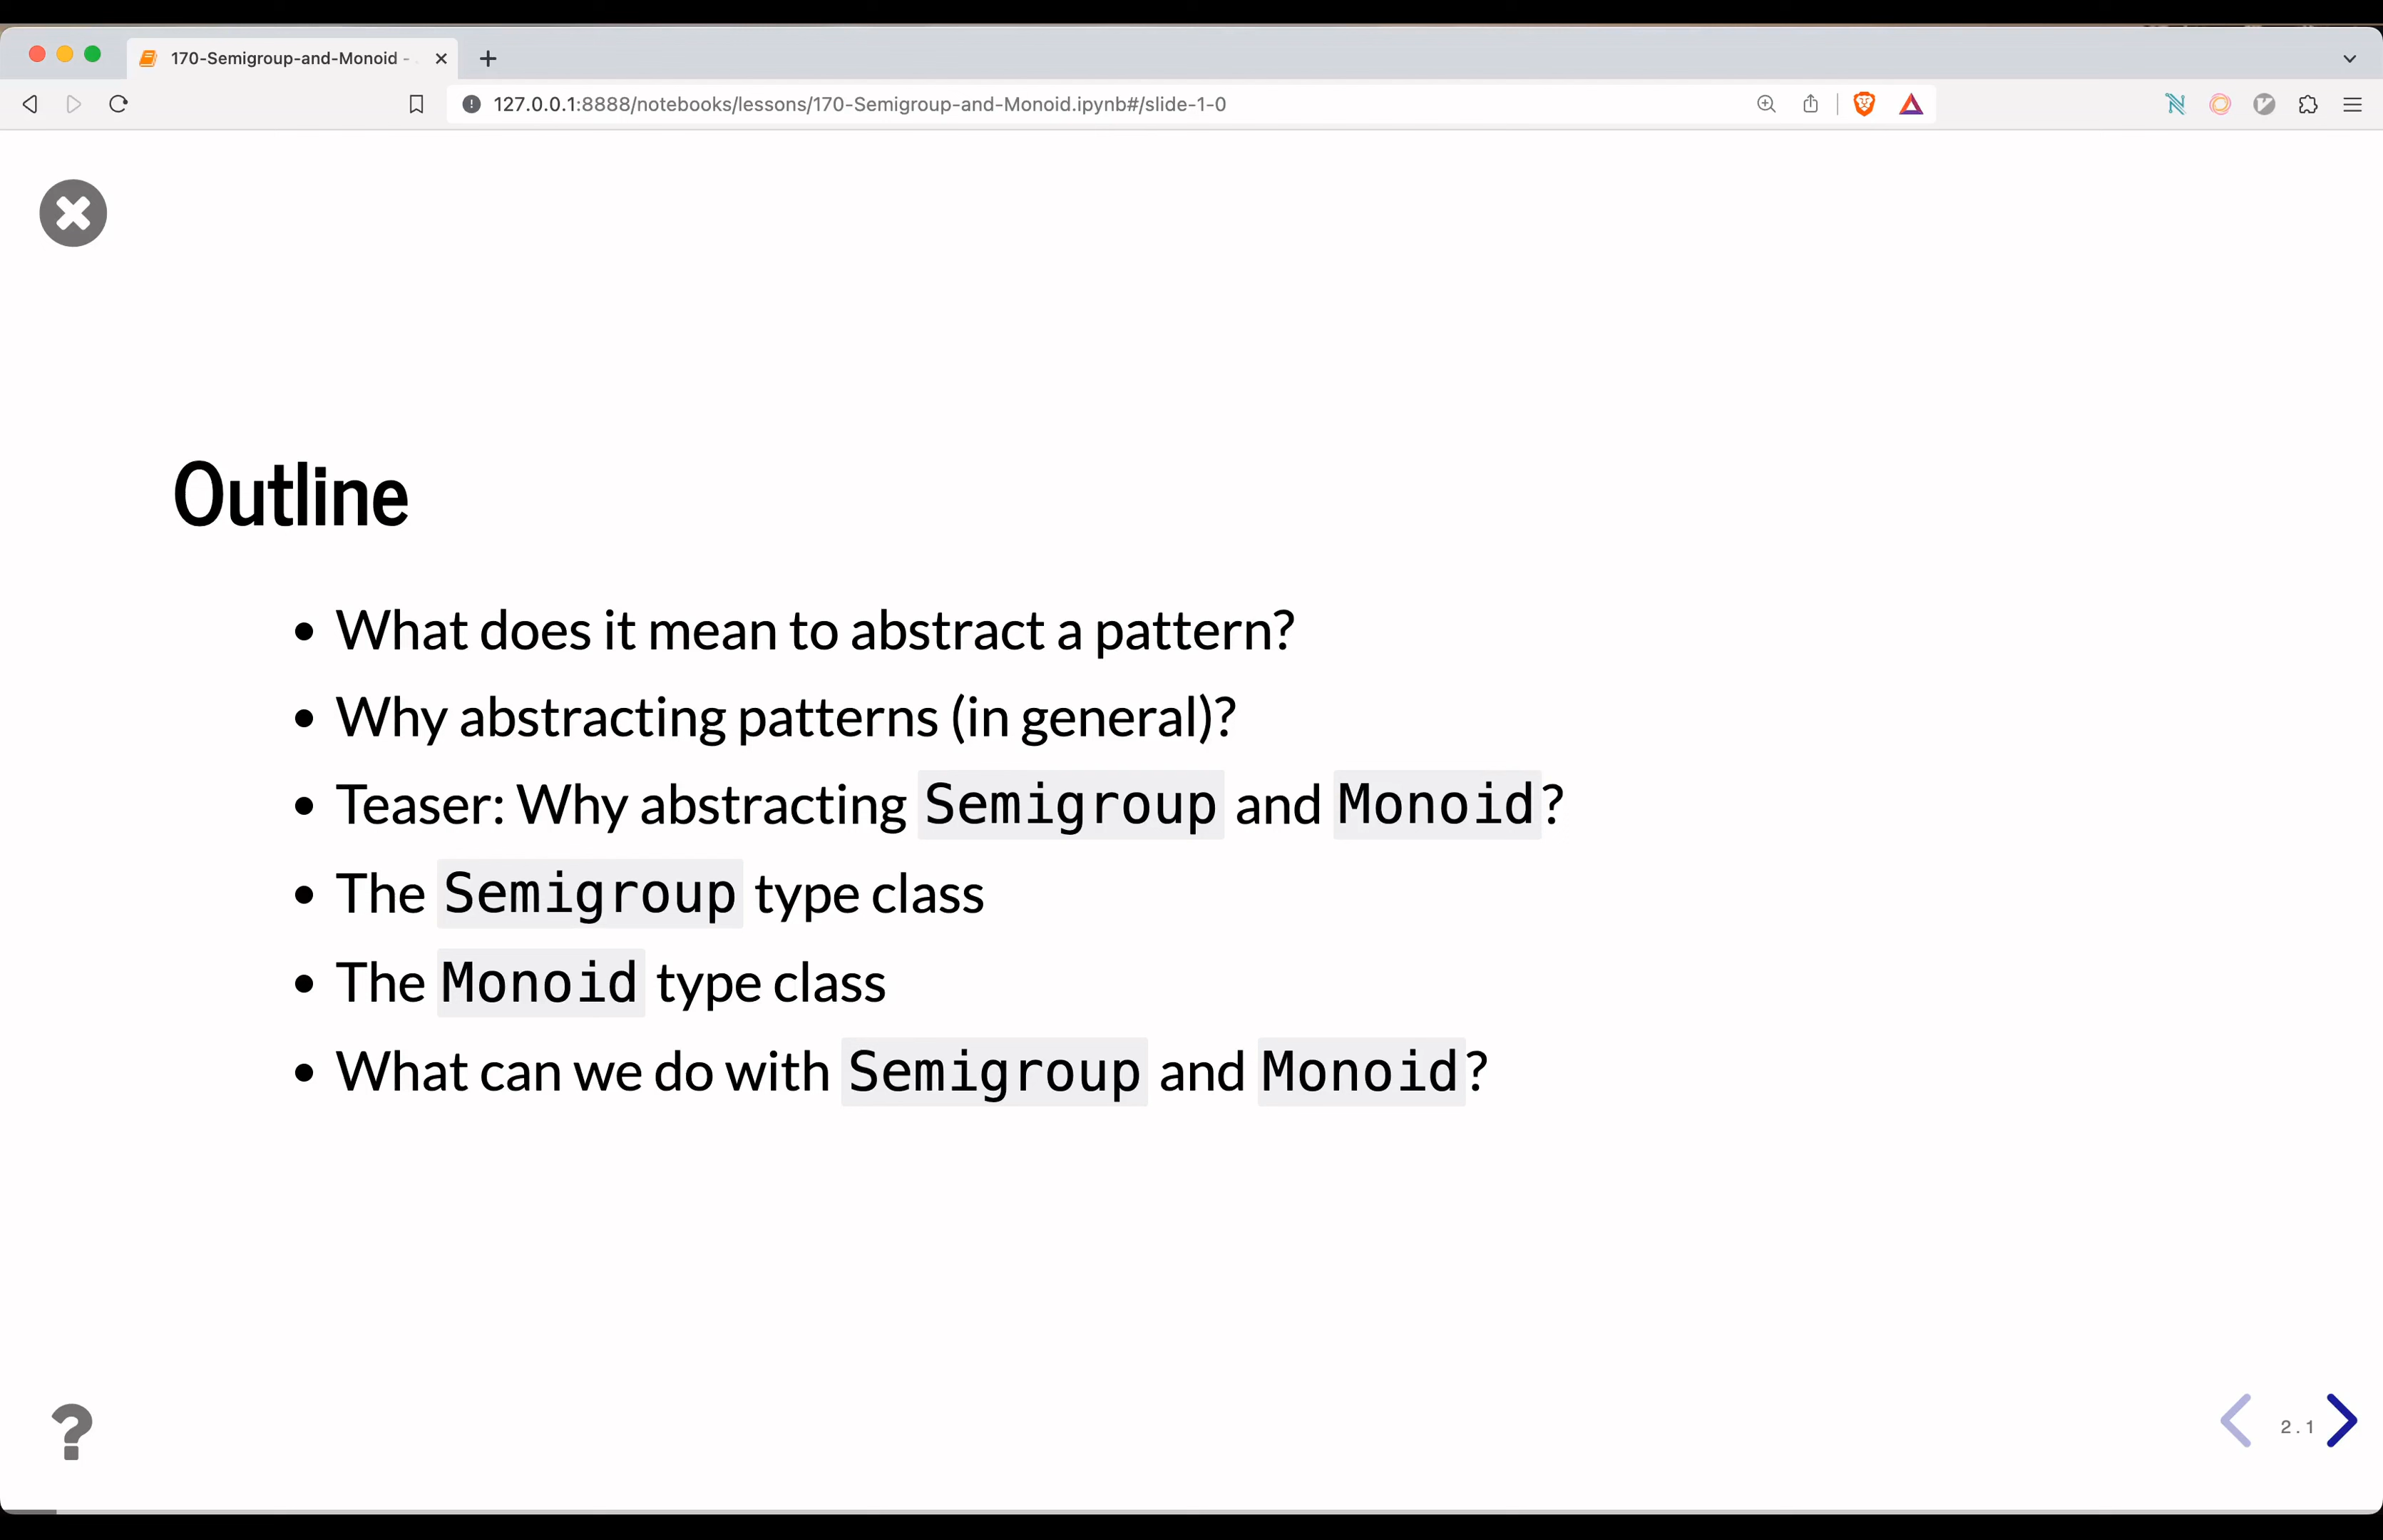 170-Semigroup-and-Monoid -
127.0.0.1:8888/notebooks/lessons/170-Semigroup-and-Monoid.ipynb#/slide-1-0
Outline
• What does it mean to abstract a pattern?
• Why abstracting patterns (in general)?
• Teaser: Why abstracting Semigroup and Monoid?
• The Semigroup type class
• The Monoid type class
• What can we do with Semigroup and Monoid?
2.1